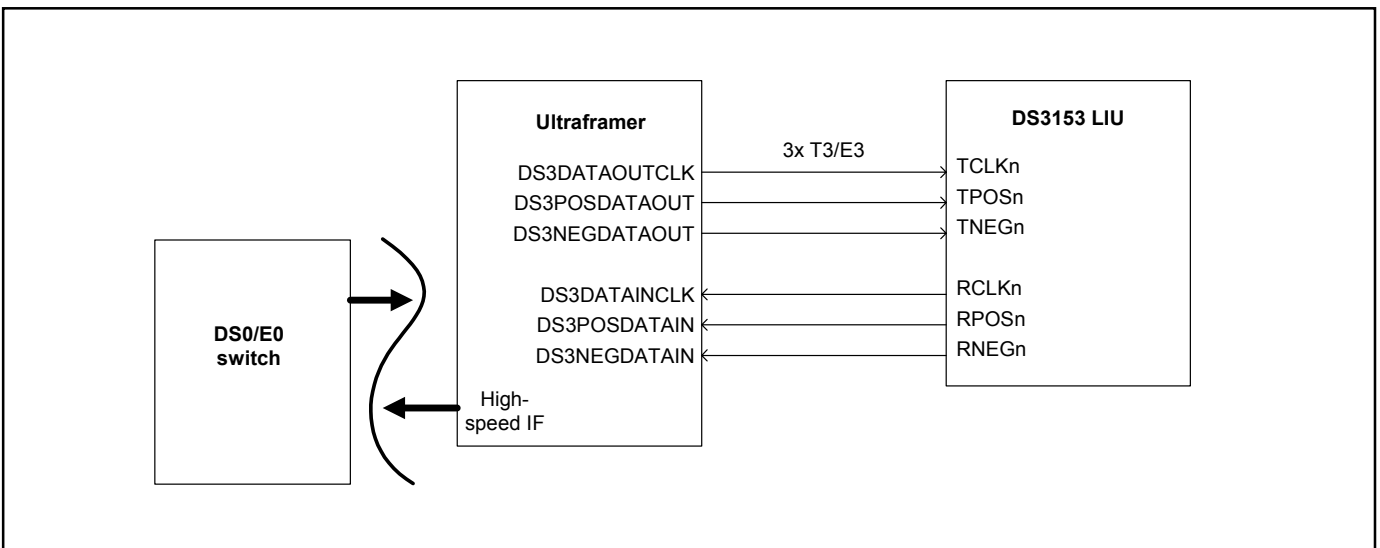 Ultraframer
DS3153 LIU
3x T3/E3
DS3DATAOUTCLK
TCLKn
DS3POSDATAOUT
TPOSn
DS3NEGDATAOUT
TNEGn
DS3DATAINCLK
RCLKn
DS3POSDATAIN
RPOSn
DS3NEGDATAIN
RNEGn
DS0/E0
switch
High-
speed IF